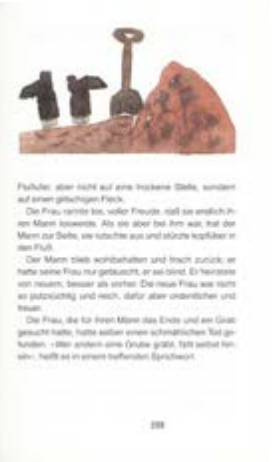 Flußufer, aber nicht auf eine trockene Stelle, sondern
auf einen glitschigen Fleck.
Die Frau rannte los, voller Freude, daß sie endlich ih-
ren Mann loswerde. Als sie aber bei ihm war, trat der
Mann zur Seite, sie rutschte aus und stürzte kopfüber in
den Fluß.
Der Mann blieb wohlbehalten und frisch zurück; er
hatte seine Frau nur getäuscht, er sei blind. Er heiratete
von neuem, besser als vorher. Die neue Frau war nicht
so putzsüchtig und reich, dafür aber ordentlicher und
treuer.
Die Frau, die für ihren Mann das Ende und ein Grab
gesucht hatte, hatte selber einen schmählichen Tod ge-
funden. »Wer andern eine Grube gräbt, fällt selbst hin-
ein«, heißt es in einem treffenden Sprichwort.